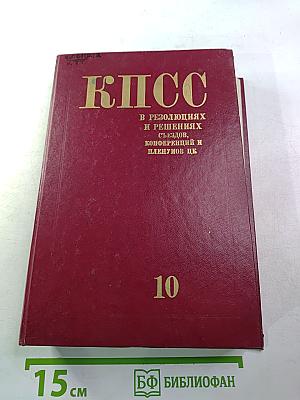 КПСС
В РЕЗОЛЮЦИЯХ
И РЕШЕНИЯХ
СЪЕЗДОВ,
КОНФЕРЕНЦИЙ И
ПЛЕНУМОВ ЦК
10
15 см
БФ БИБЛИОФАН